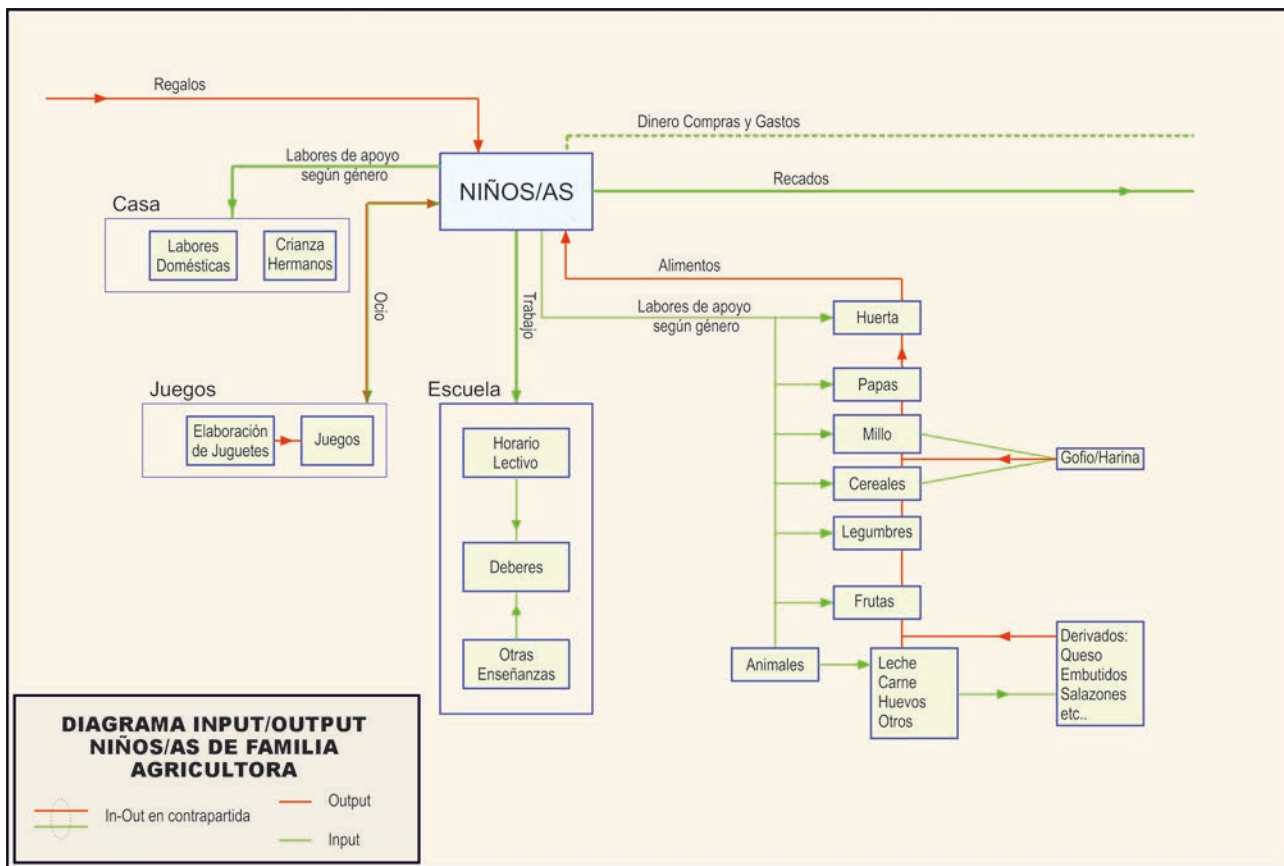 Regalos
Dinero Compras y Gastos
Labores de apoyo
según género
NIÑOS/AS
Recados
Casa
Labores
Domésticas
Crianza
Hermanos
Ocio
Trabajo
Alimentos
Labores de apoyo
según género
Huerta
Papas
Millo
Cereales
Gofio/Harina
Legumbres
Frutas
Animales
Leche
Carne
Huevos
Otros
Derivados:
Queso
Embutidos
Salazones
etc..
Juegos
Elaboración
de Juguetes
Juegos
Escuela
Horario
Lectivo
Deberes
Otras
Enseñanzas
DIAGRAMA INPUT/OUTPUT
NIÑOS/AS DE FAMILIA
AGRICULTORA
In-Out en contrapartida
Output
Input